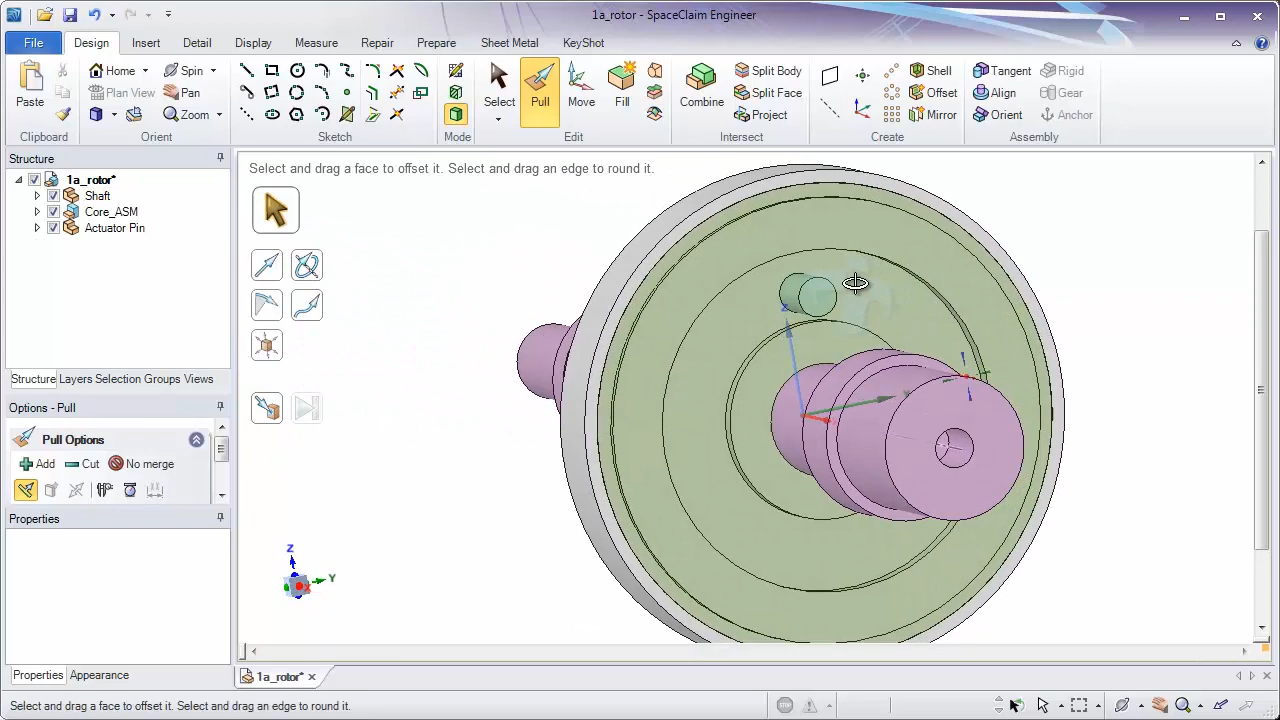 1a_rotor - SpaceClaim Engineer
File Design Insert Detail Display Measure Repair Prepare Sheet Metal KeyShot
Paste
Clipboard
Home Spin
Plan View Pan
Zoom
Orient
Sketch
Mode
Select Pull Move Fill
Edit
Combine
Split Body
Split Face
Project
Intersect
Shell
Offset
Mirror
Create
Tangent Rigid
Align Gear
Orient Anchor
Assembly
Structure
1a_rotor*
Shaft
Core_ASM
Actuator Pin
Structure Layers Selection Groups Views
Options - Pull
Pull Options
Add Cut No merge
Properties
Properties Appearance
Select and drag a face to offset it. Select and drag an edge to round it.
Z
Z
Y
1a_rotor*
Select and drag a face to offset it. Select and drag an edge to round it.